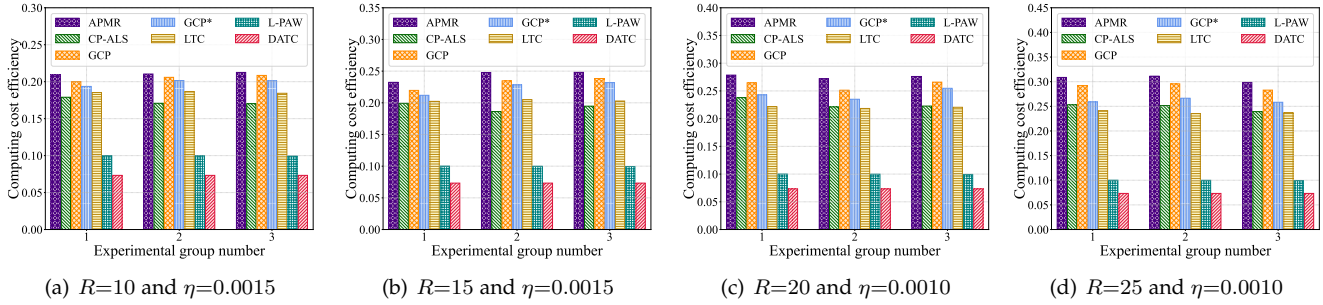 Computing cost efficiency
0.30
0.25
0.20
0.15
0.10
0.05
0.00
APMR GCP* L-PAW
CP-ALS LTC DATC
GCP
1 2 3
Experimental group number
(a) R=10 and η=0.0015
Computing cost efficiency
0.35
0.30
0.25
0.20
0.15
0.10
0.05
0.00
APMR GCP* L-PAW
CP-ALS LTC DATC
GCP
1 2 3
Experimental group number
(b) R=15 and η=0.0015
Computing cost efficiency
0.40
0.35
0.30
0.25
0.20
0.15
0.10
0.05
0.00
APMR GCP* L-PAW
CP-ALS LTC DATC
GCP
1 2 3
Experimental group number
(c) R=20 and η=0.0010
Computing cost efficiency
0.45
0.40
0.35
0.30
0.25
0.20
0.15
0.10
0.05
0.00
APMR GCP* L-PAW
CP-ALS LTC DATC
GCP
1 2 3
Experimental group number
(d) R=25 and η=0.0010